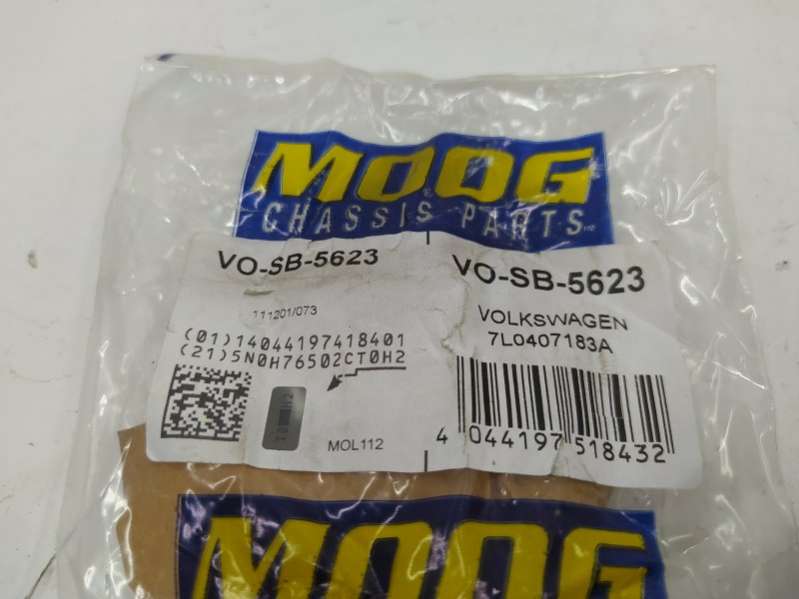 MOOG
CHASSIS PARTS
VO-SB-5623
111201/073
(01)14044197418401
(21)5N0H76502CT0H2
MOL112
VO-SB-5623
VOLKSWAGEN
7L0407183A
4 044197 518432
MOOG